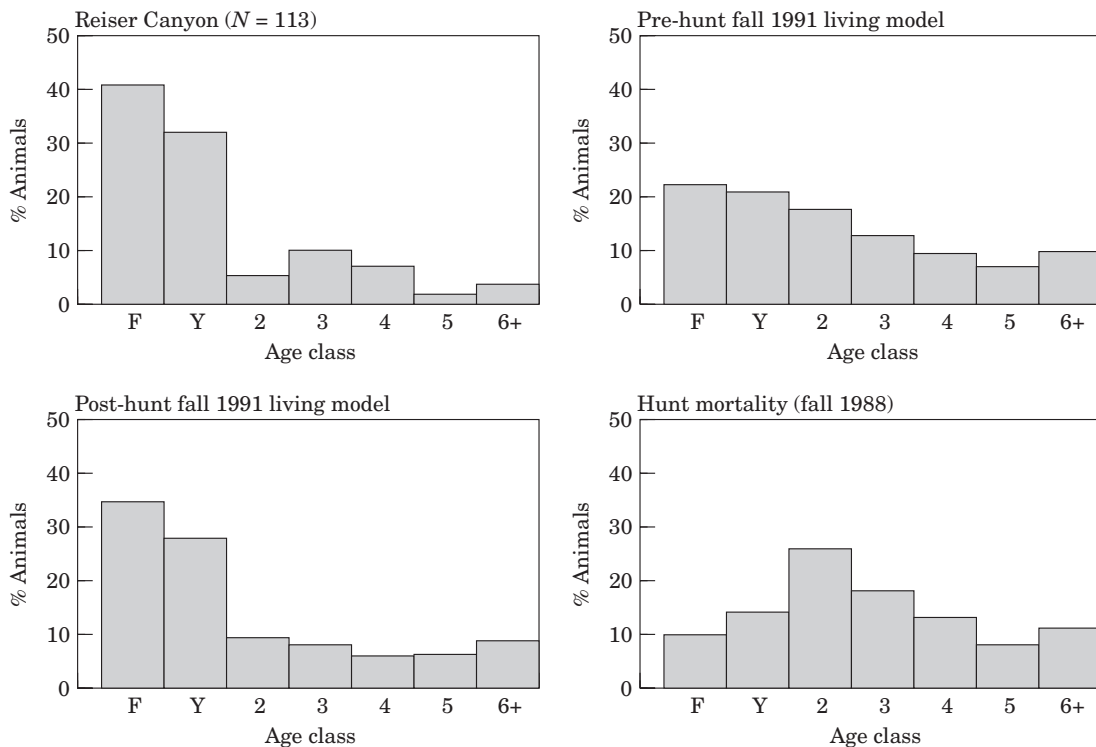 Reiser Canyon (N = 113)
50
40
30
20
10
0
% Animals
F Y 2 3 4 5 6+
Age class
Pre-hunt fall 1991 living model
50
40
30
20
10
0
% Animals
F Y 2 3 4 5 6+
Age class
Post-hunt fall 1991 living model
50
40
30
20
10
0
% Animals
F Y 2 3 4 5 6+
Age class
Hunt mortality (fall 1988)
50
40
30
20
10
0
% Animals
F Y 2 3 4 5 6+
Age class